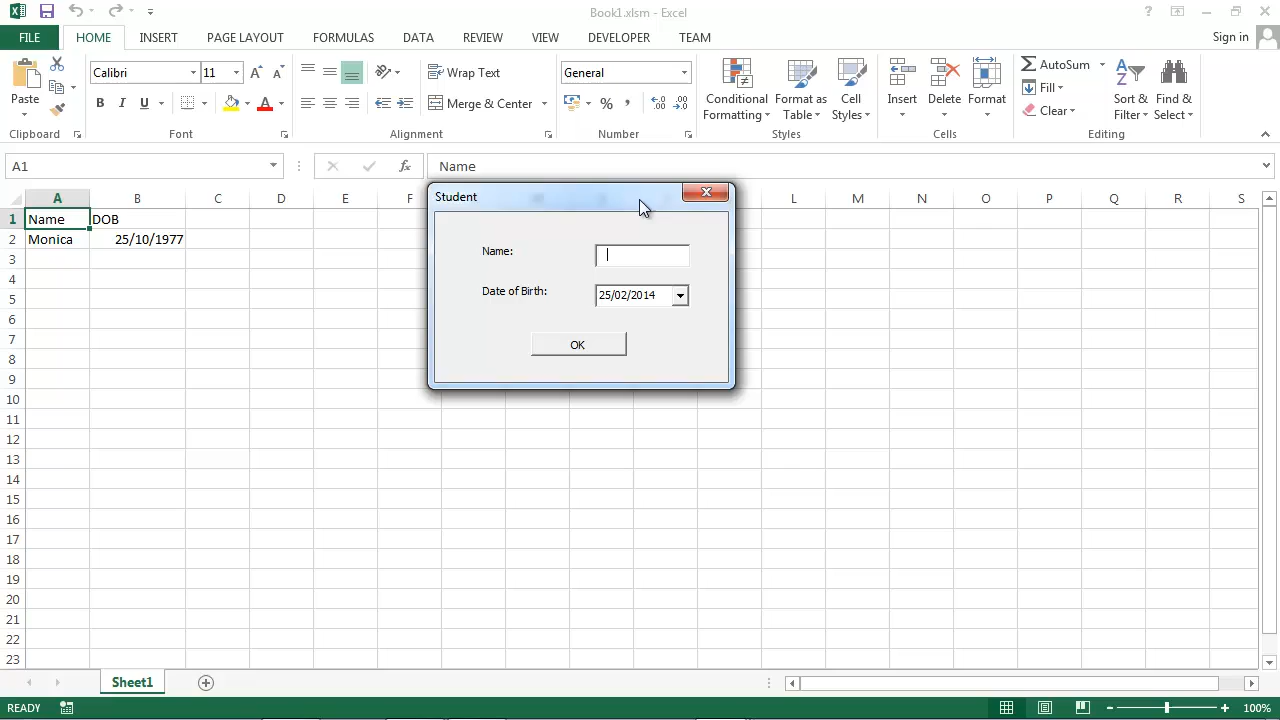 Book1.xlsm - Excel
FILE HOME INSERT PAGE LAYOUT FORMULAS DATA REVIEW VIEW DEVELOPER TEAM Sign in
Paste
Clipboard
Calibri 11
B I U
Font
Wrap Text
Merge & Center
Alignment
General
% ,
Number
Conditional Formatting
Format as Table
Cell Styles
Styles
Insert
Delete
Format
Cells
AutoSum
Fill
Clear
Sort & Filter
Find & Select
Editing
A1 fx Name
A B C D E F L M N O P Q R S
1 Name DOB
2 Monica 25/10/1977
3
4
5
6
7
8
9
10
11
12
13
14
15
16
17
18
19
20
21
22
23
Student
Name:
Date of Birth: 25/02/2014
OK
Sheet1
READY 100%